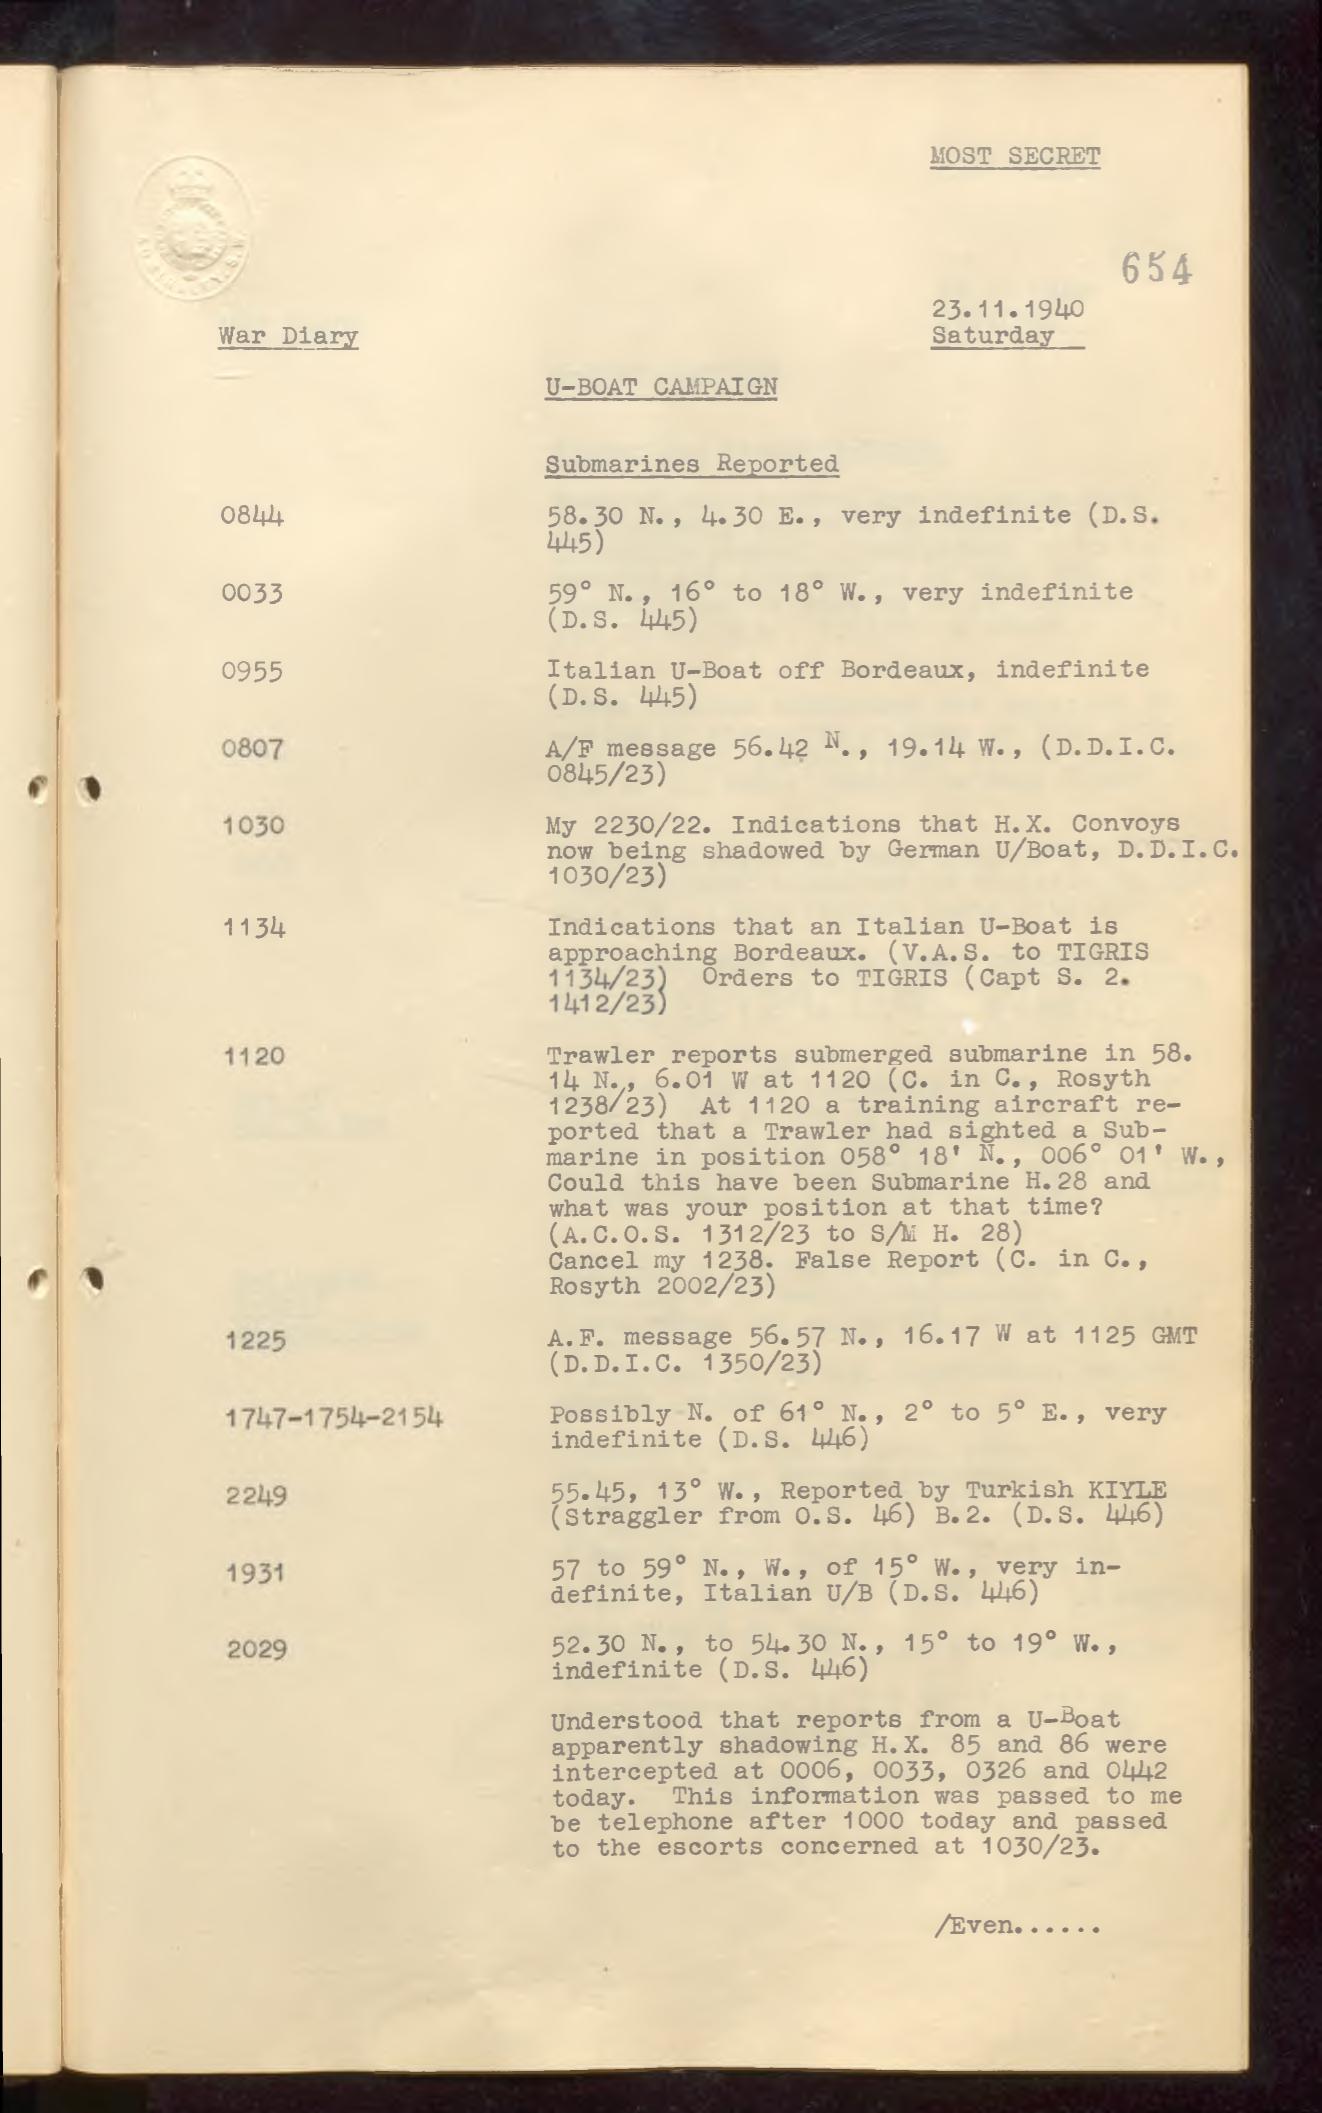 MOST SECRET
654
23.11.1940
War Diary
Saturday
U-BOAT CAMPAIGN
Submarines Reported
0844
58.30 N., 4.30 E., very indefinite (D.S.
445)
0033
59° N., 16° to 18° W., very indefinite
(D.S. 445)
0955
Italian U-Boat off Bordeaux, indefinite
(D.S. 445)
0807
A/F message 56.42 N., 19.14 W., (D.D.I.C.
0845/23)
1030
My 2230/22. Indications that H.X. Convoys
now being shadowed by German U/Boat, D.D.I.C.
1030/23)
1134
Indications that an Italian U-Boat is
approaching Bordeaux. (V.A.S. to TIGRIS
1134/23) Orders to TIGRIS (Capt S. 2.
1412/23)
1120
Trawler reports submerged submarine in 58.
14 N., 6.01 W at 1120 (C. in C., Rosyth
1238/23) At 1120 a training aircraft re-
ported that a Trawler had sighted a Sub-
marine in position 058° 18' N., 006° 01' W.,
Could this have been Submarine H.28 and
what was your position at that time?
(A.C.O.S. 1312/23 to S/M H. 28)
Cancel my 1238. False Report (C. in C.,
Rosyth 2002/23)
1225
A.F. message 56.57 N., 16.17 W at 1125 GMT
(D.D.I.C. 1350/23)
1747-1754-2154
Possibly N. of 61° N., 2° to 5° E., very
indefinite (D.S. 446)
2249
55.45, 13° W., Reported by Turkish KIYLE
(Straggler from O.S. 46) B.2. (D.S. 446)
1931
57 to 59° N., W., of 15° W., very in-
definite, Italian U/B (D.S. 446)
2029
52.30 N., to 54.30 N., 15° to 19° W.,
indefinite (D.S. 446)
Understood that reports from a U-Boat
apparently shadowing H.X. 85 and 86 were
intercepted at 0006, 0033, 0326 and 0442
today. This information was passed to me
be telephone after 1000 today and passed
to the escorts concerned at 1030/23.
/Even......